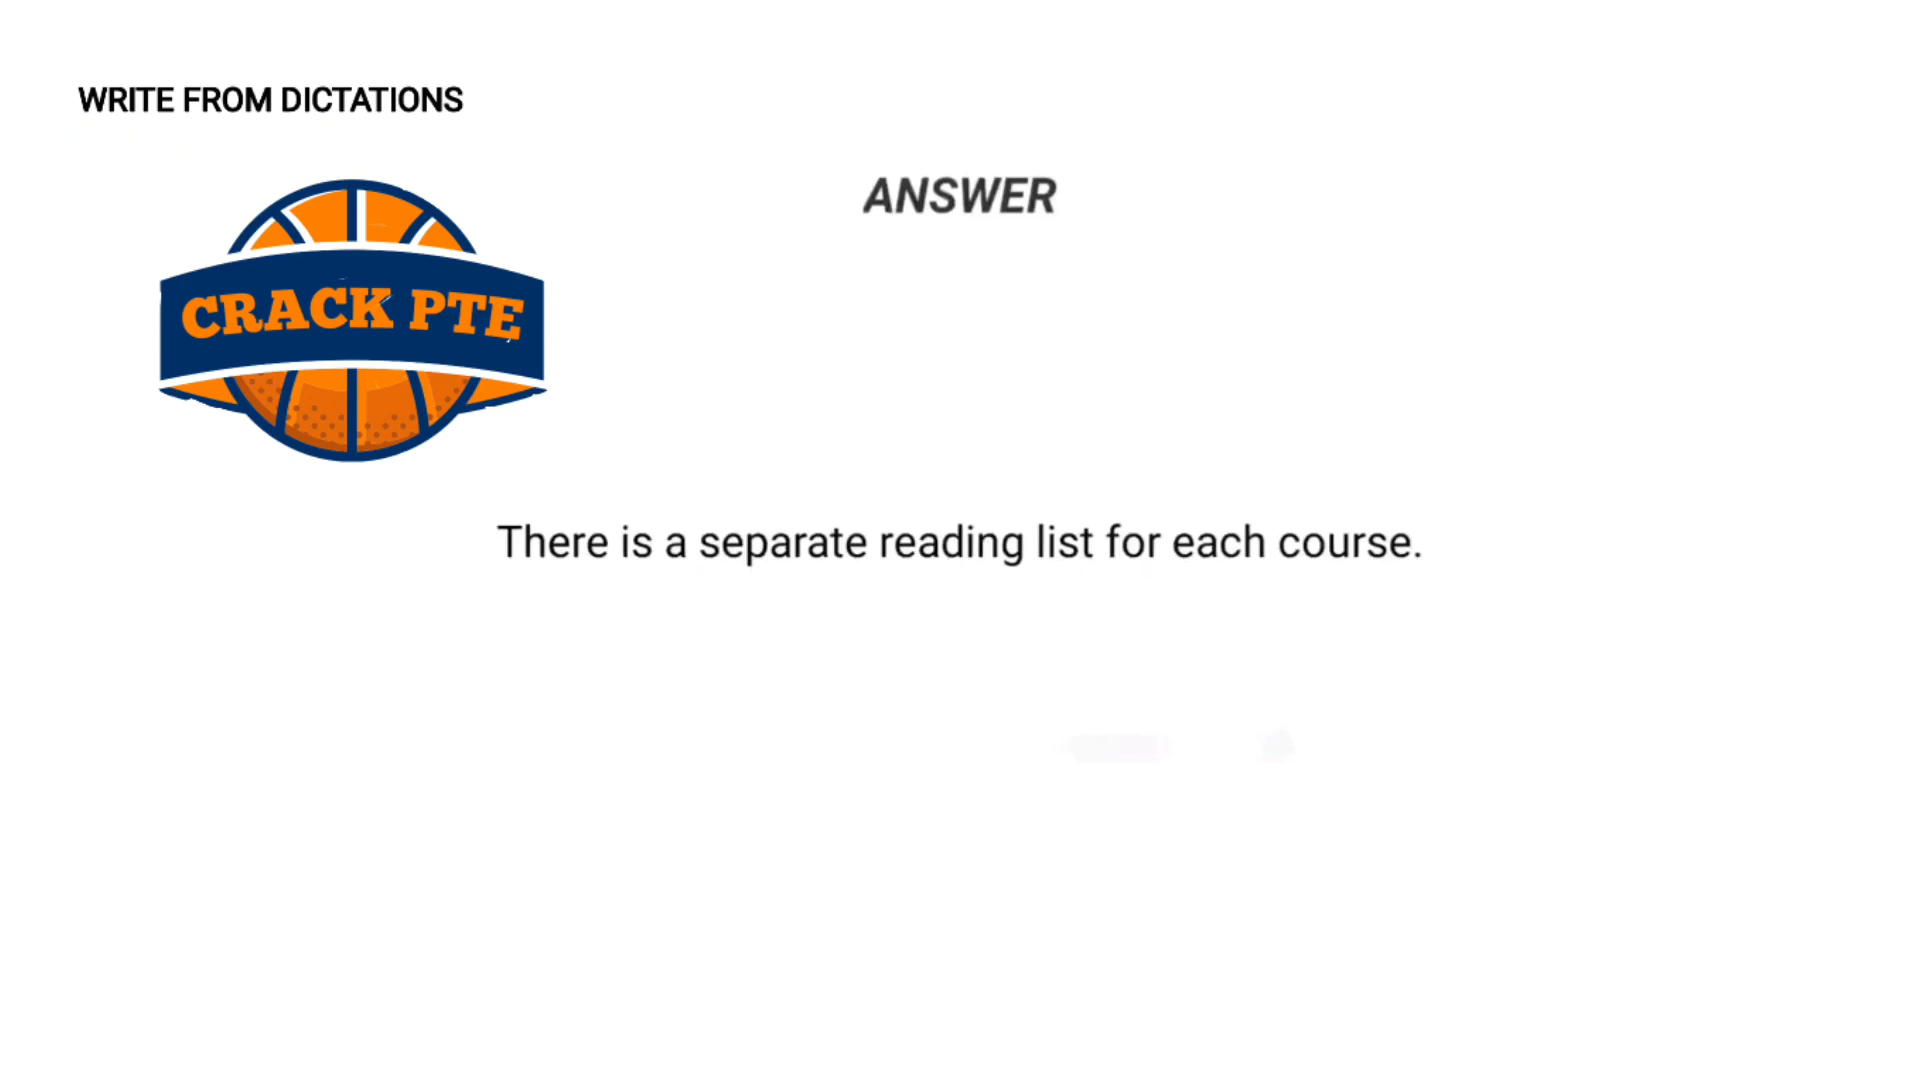 WRITE FROM DICTATIONS
ANSWER
CRACK PTE
There is a separate reading list for each course.